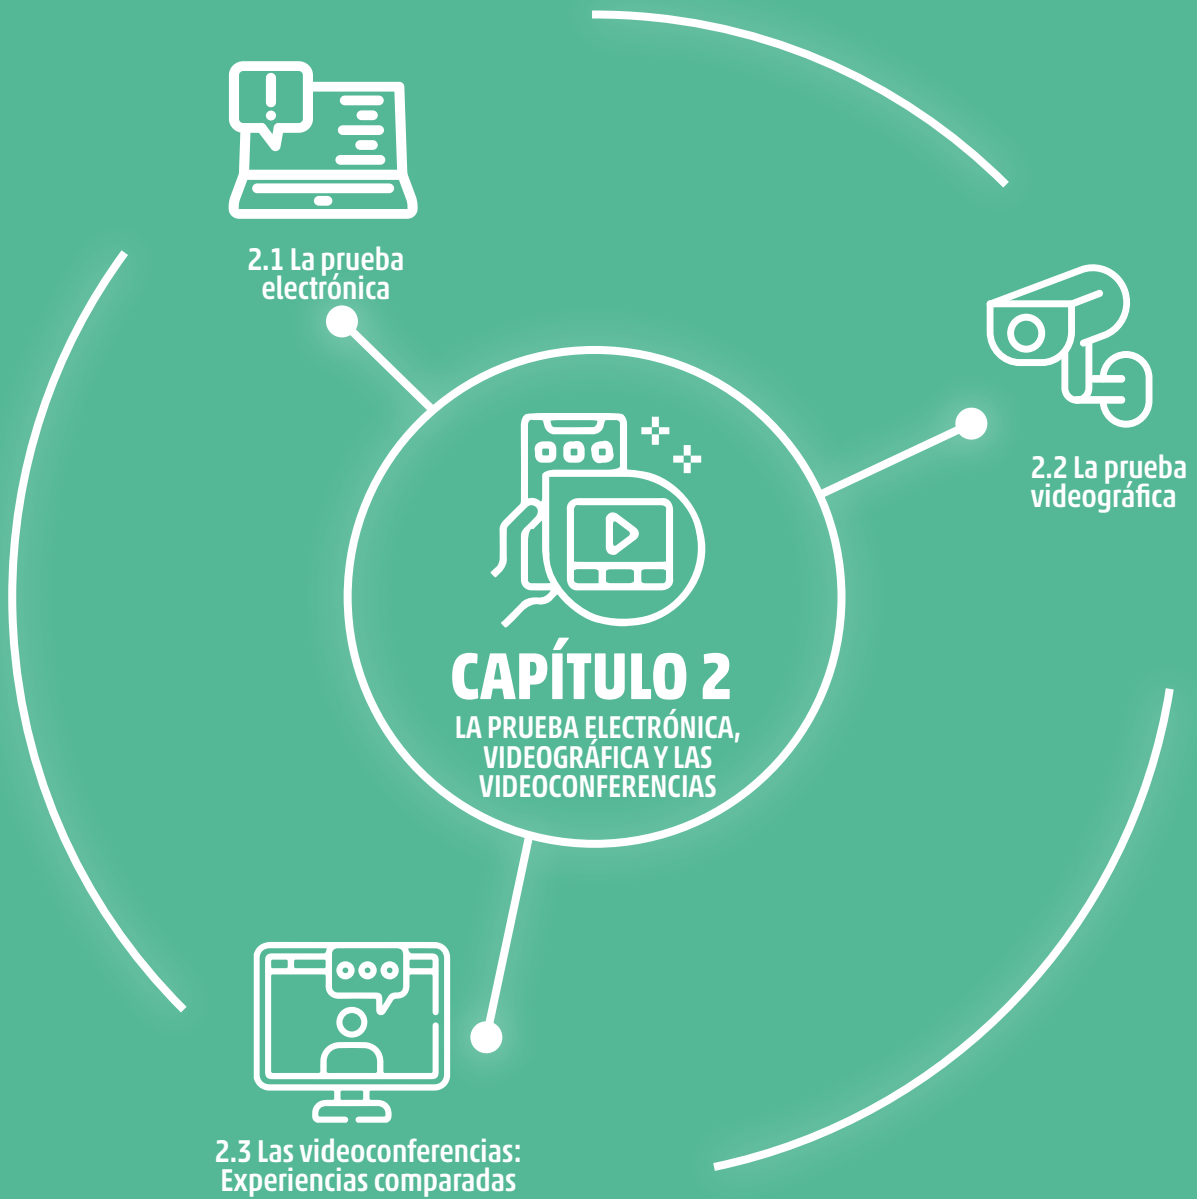 2.1 La prueba
electrónica
2.2 La prueba
videográfica
CAPÍTULO 2
LA PRUEBA ELECTRÓNICA,
VIDEOGRÁFICA Y LAS
VIDEOCONFERENCIAS
2.3 Las videoconferencias:
Experiencias comparadas